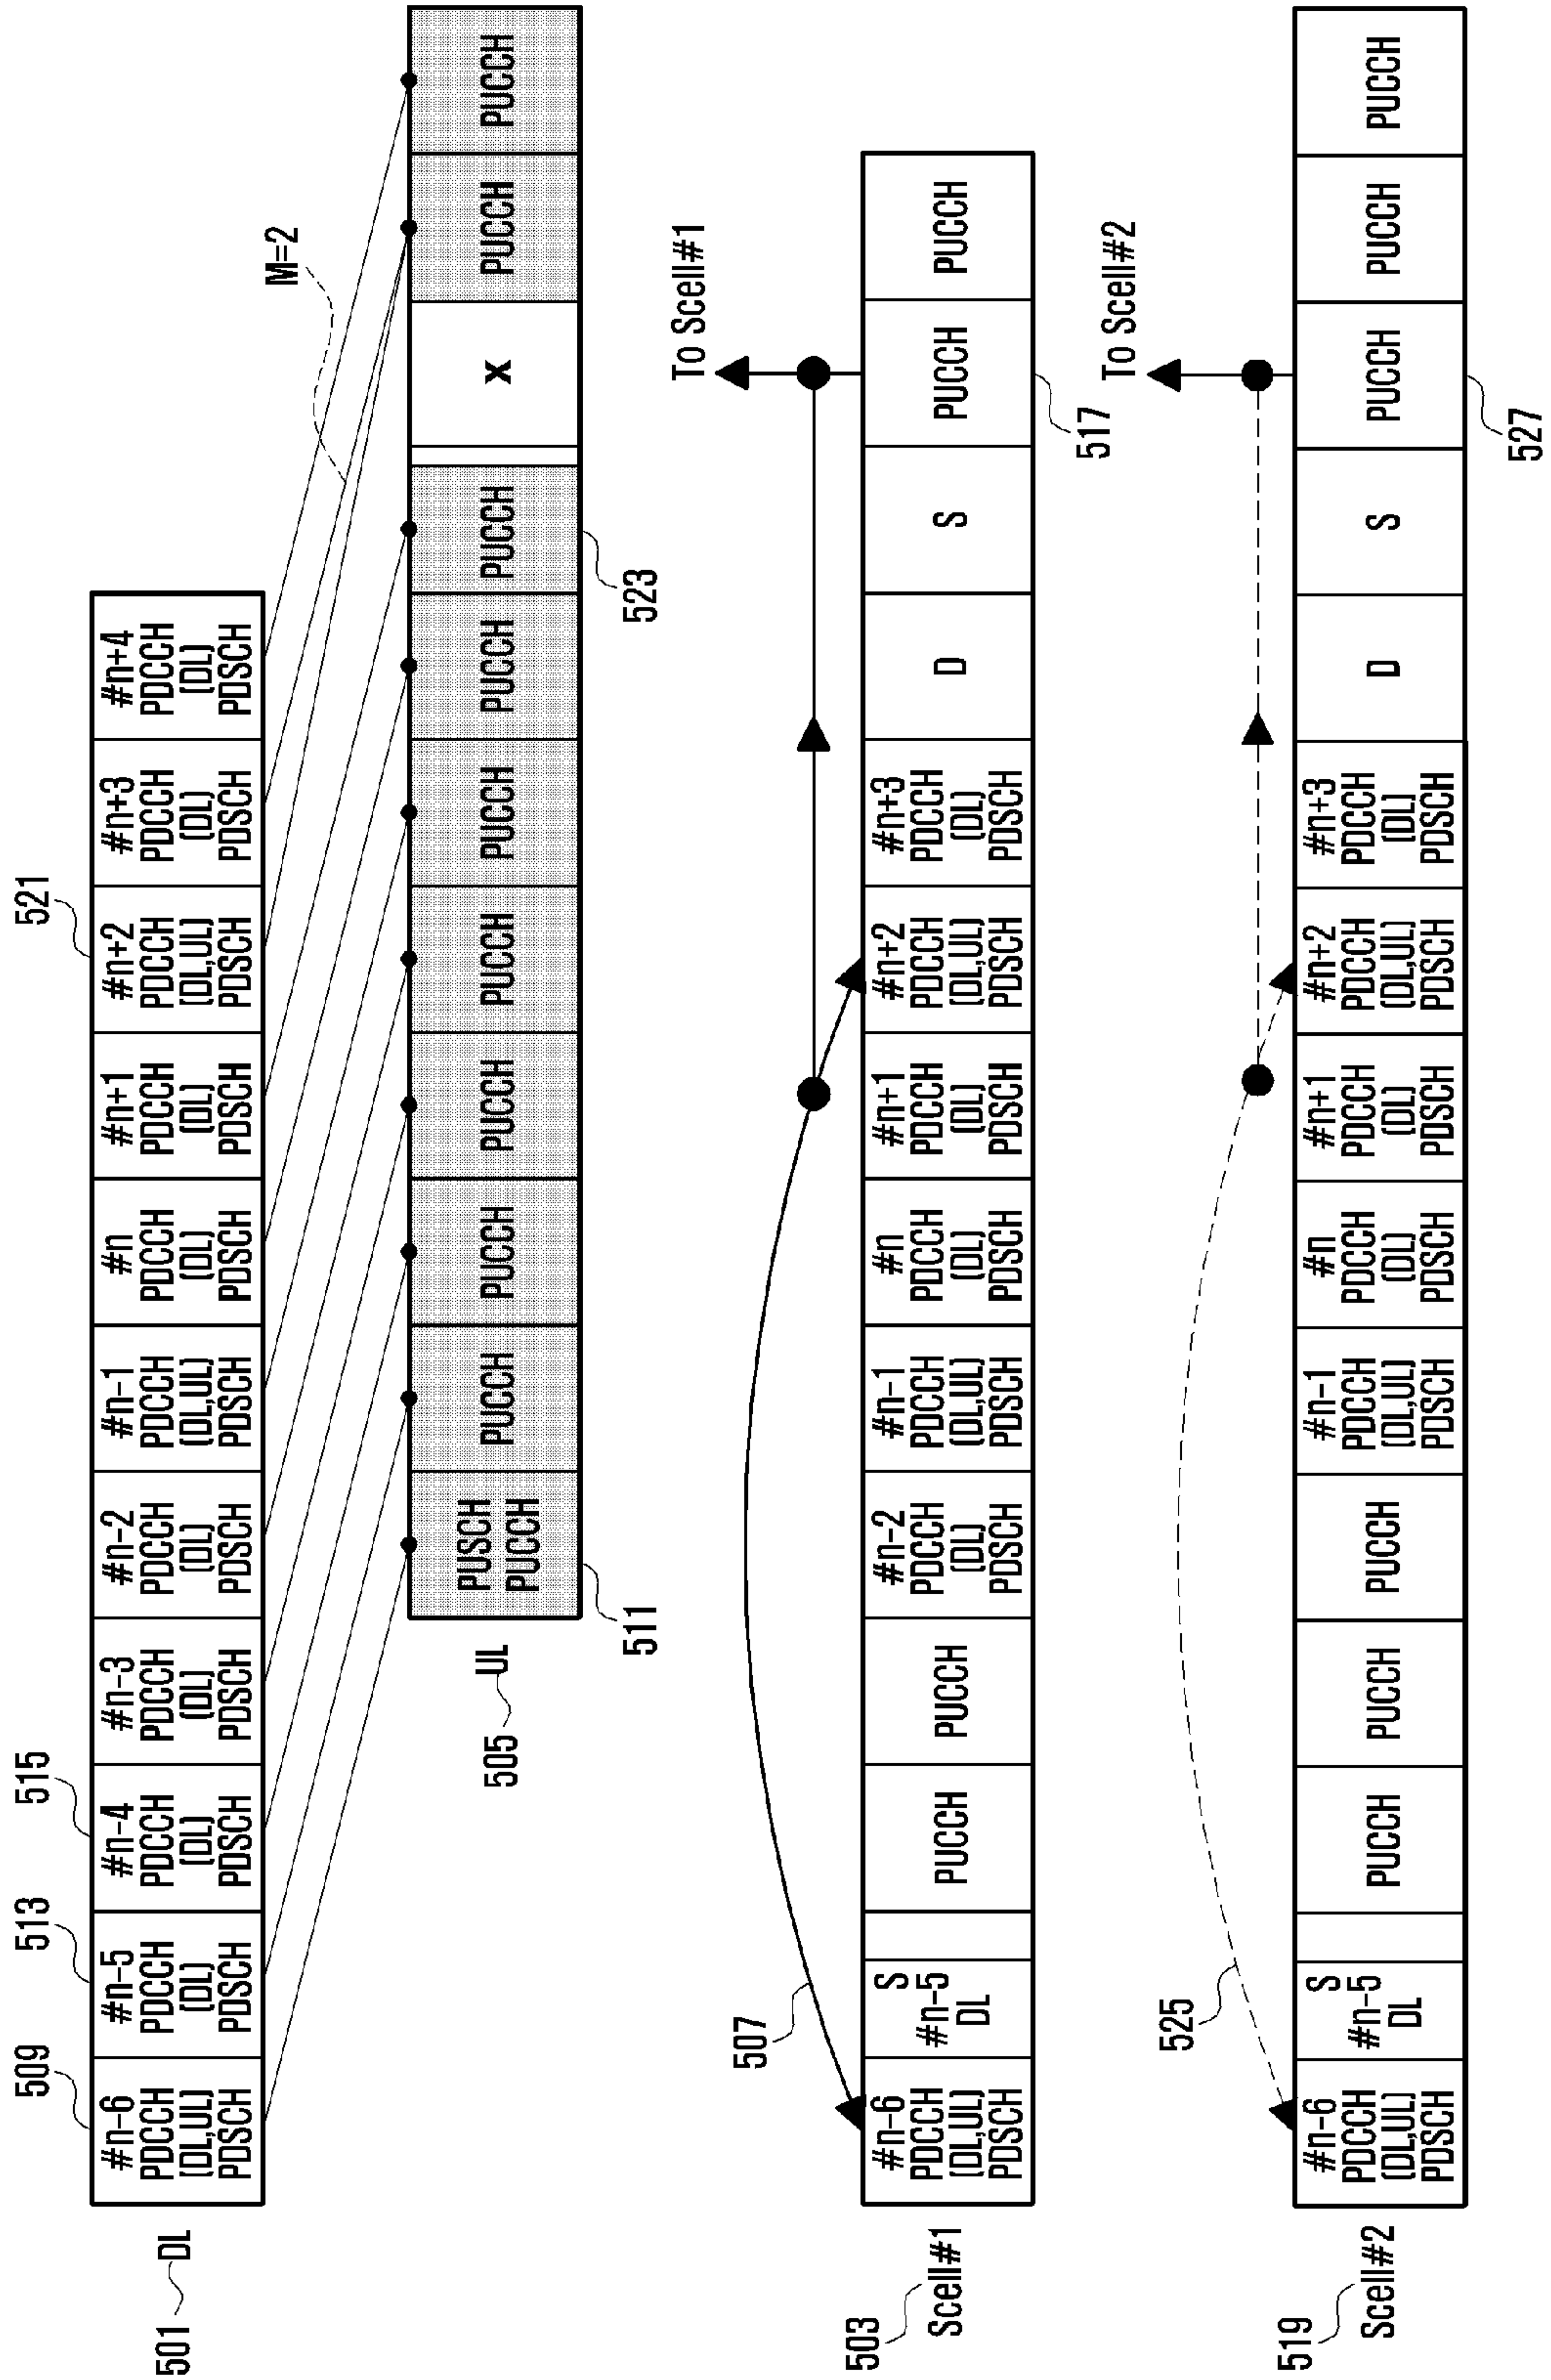 509
513
515
521
501
DL
#n-6
PDCCH
(DL,UL)
PDSCH
#n-5
PDCCH
(DL)
PDSCH
#n-4
PDCCH
(DL)
PDSCH
#n-3
PDCCH
(DL)
PDSCH
#n-2
PDCCH
(DL)
PDSCH
#n-1
PDCCH
(DL,UL)
PDSCH
#n
PDCCH
(DL)
PDSCH
#n+1
PDCCH
(DL)
PDSCH
#n+2
PDCCH
(DL,UL)
PDSCH
#n+3
PDCCH
(DL)
PDSCH
#n+4
PDCCH
(DL)
PDSCH
M=2
505
UL
PUSCH
PUCCH
PUCCH
PUCCH
PUCCH
PUCCH
PUCCH
PUCCH
PUCCH
X
PUCCH
PUCCH
511
523
507
To Scell#1
503
Scell#1
#n-6
PDCCH
(DL,UL)
PDSCH
S
#n-5
DL
PUCCH
PUCCH
#n-2
PDCCH
(DL)
PDSCH
#n-1
PDCCH
(DL,UL)
PDSCH
#n
PDCCH
(DL)
PDSCH
#n+1
PDCCH
(DL)
PDSCH
#n+2
PDCCH
(DL,UL)
PDSCH
#n+3
PDCCH
(DL)
PDSCH
D
S
PUCCH
PUCCH
517
525
To Scell#2
519
Scell#2
#n-6
PDCCH
(DL,UL)
PDSCH
S
#n-5
DL
PUCCH
PUCCH
PUCCH
#n-1
PDCCH
(DL,UL)
PDSCH
#n
PDCCH
(DL)
PDSCH
#n+1
PDCCH
(DL)
PDSCH
#n+2
PDCCH
(DL,UL)
PDSCH
#n+3
PDCCH
(DL)
PDSCH
D
S
PUCCH
PUCCH
PUCCH
527